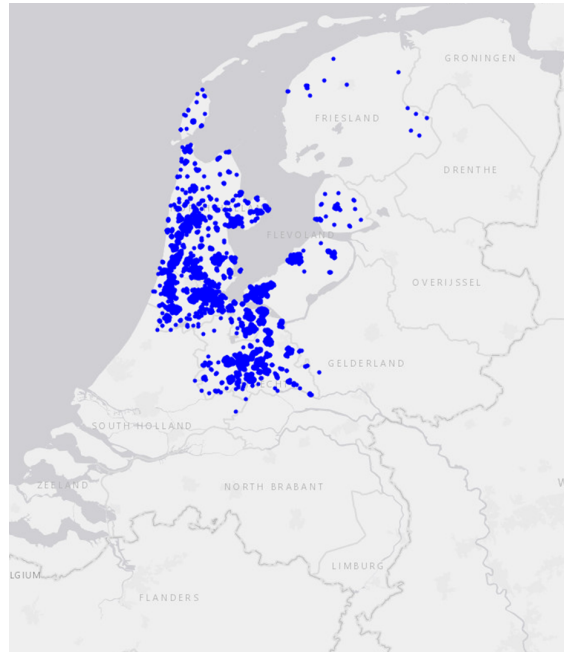 GRONINGEN
FRIESLAND
DRENTHE
FLEVOLAND
OVERIJSSEL
GELDERLAND
SOUTH HOLLAND
ZEELAND
NORTH BRABANT
LGIUM
LIMBURG
FLANDERS